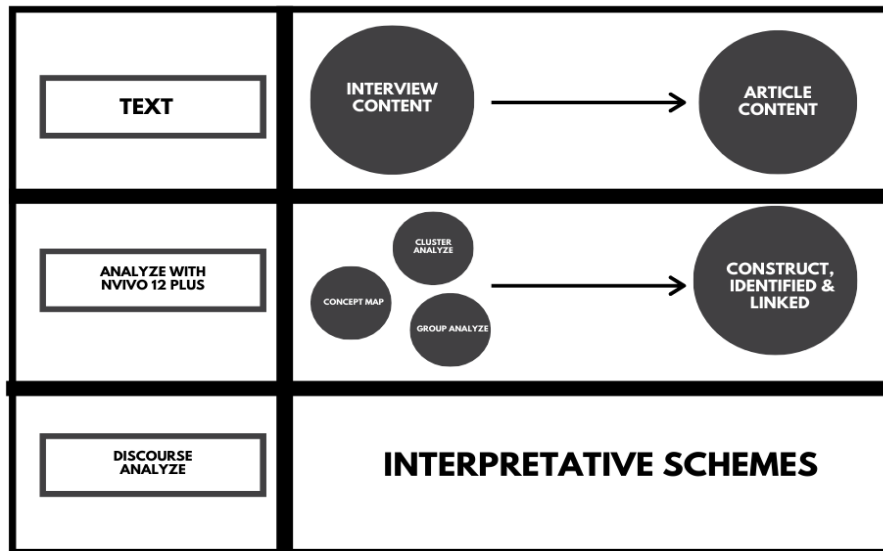 TEXT
INTERVIEW
CONTENT
ARTICLE
CONTENT
ANALYZE WITH
NVIVO 12 PLUS
CLUSTER
ANALYZE
CONCEPT MAP
GROUP ANALYZE
CONSTRUCT,
IDENTIFIED &
LINKED
DISCOURSE
ANALYZE
INTERPRETATIVE SCHEMES